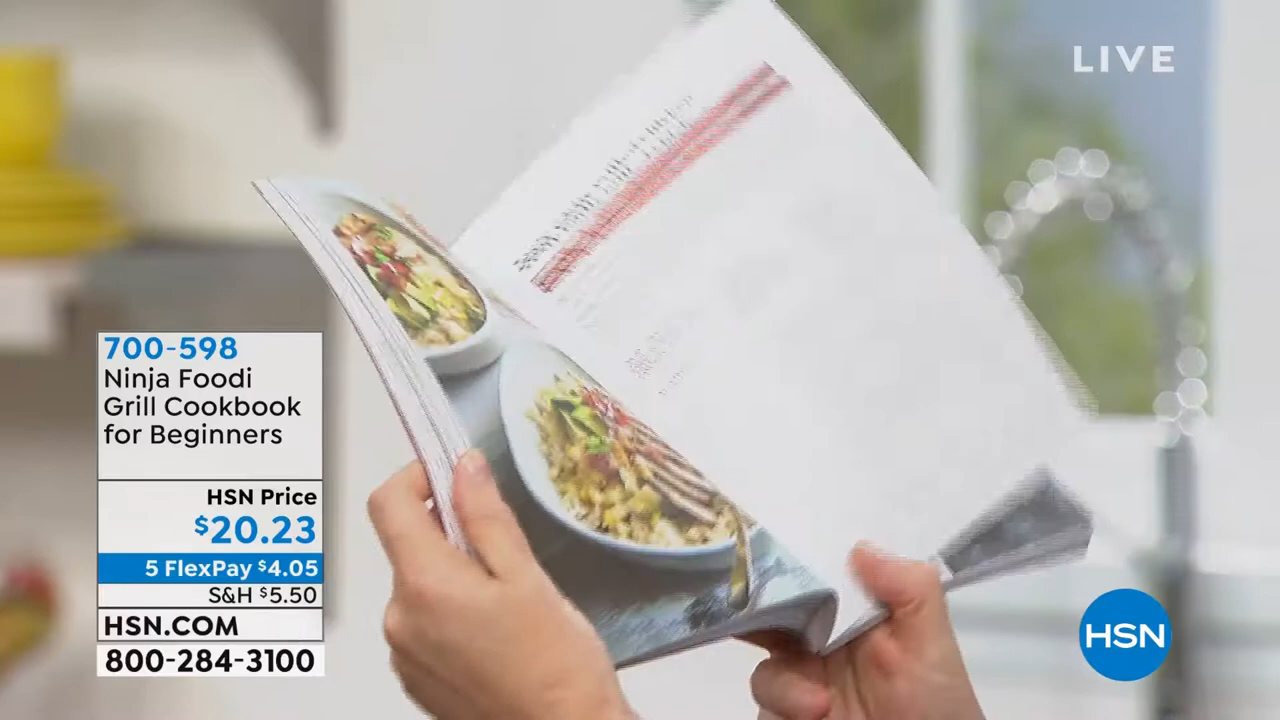 LIVE
700-598
Ninja Foodi
Grill Cookbook
for Beginners
HSN Price
$20.23
5 FlexPay $4.05
S&H $5.50
HSN.COM
800-284-3100
HSN